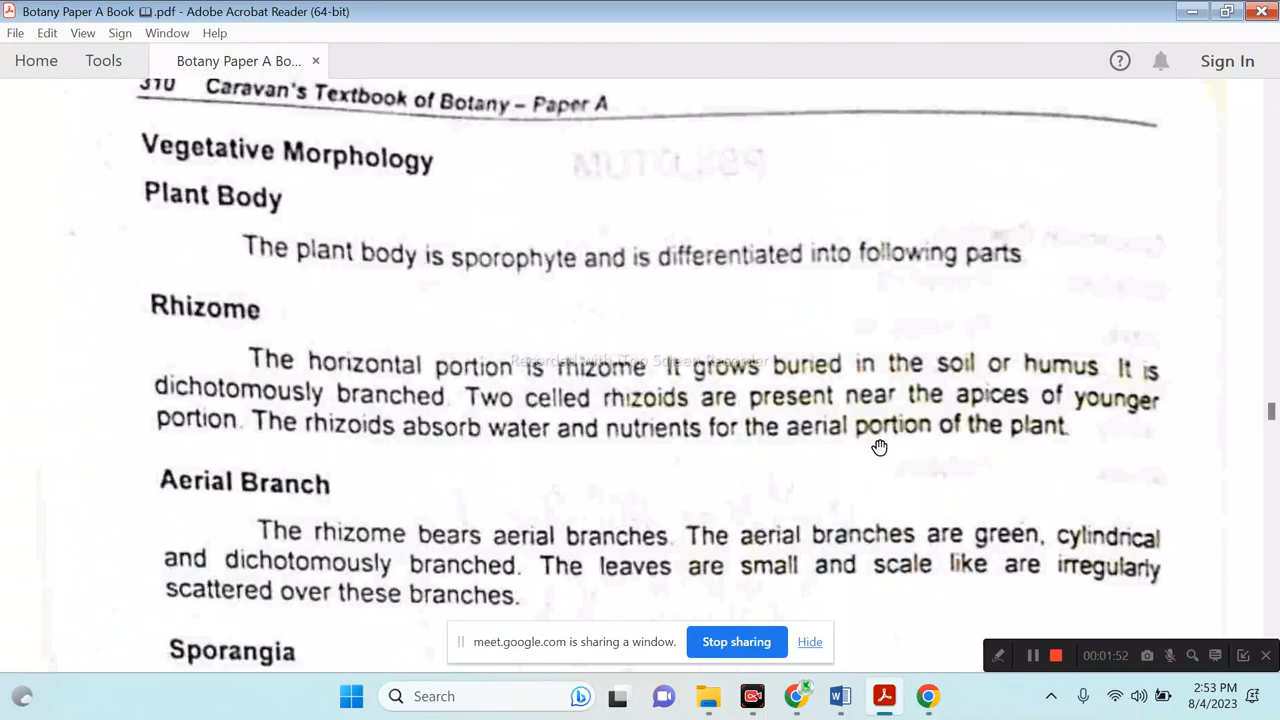 Botany Paper A Book .pdf - Adobe Acrobat Reader (64-bit)
File Edit View Sign Window Help
Home Tools Botany Paper A Bo... × Sign In
310 Caravan's Textbook of Botany – Paper A
Vegetative Morphology
Plant Body
The plant body is sporophyte and is differentiated into following parts
Rhizome
The horizontal portion is rhizome It grows buried in the soil or humus. It is
Recorded with iTop Screen Recorder
dichotomously branched. Two celled rhizoids are present near the apices of younger
portion. The rhizoids absorb water and nutrients for the aerial portion of the plant.
Aerial Branch
The rhizome bears aerial branches. The aerial branches are green, cylindrical
and dichotomously branched. The leaves are small and scale like are irregularly
scattered over these branches.
Sporangia
meet.google.com is sharing a window. Stop sharing Hide
00:01:52
Search
2:53 PM
8/4/2023